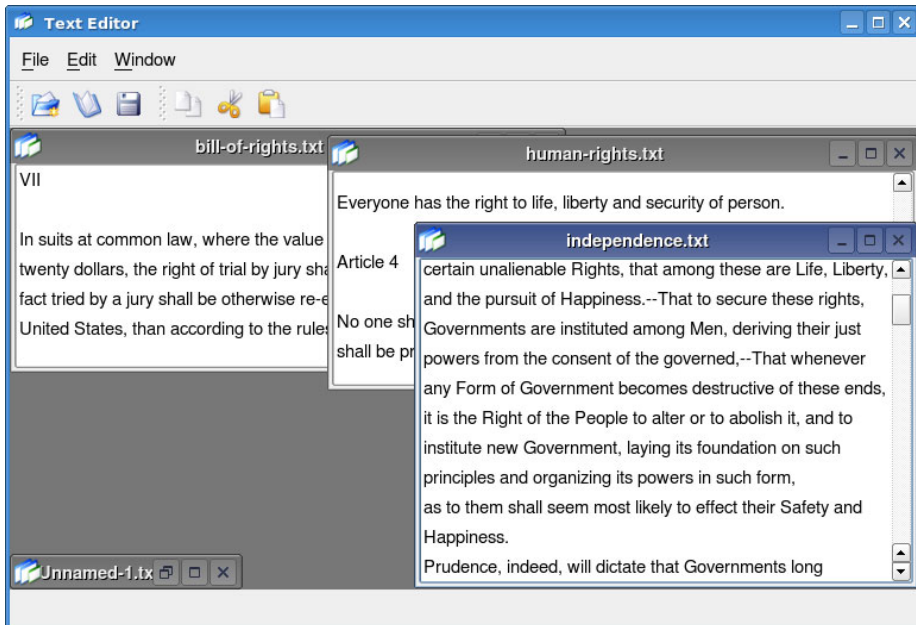 Text Editor
File Edit Window
bill-of-rights.txt
VII
In suits at common law, where the value
twenty dollars, the right of trial by jury sha
fact tried by a jury shall be otherwise re-e
United States, than according to the rules
human-rights.txt
Everyone has the right to life, liberty and security of person.
Article 4
No one sh
shall be pr
independence.txt
certain unalienable Rights, that among these are Life, Liberty,
and the pursuit of Happiness.--That to secure these rights,
Governments are instituted among Men, deriving their just
powers from the consent of the governed,--That whenever
any Form of Government becomes destructive of these ends,
it is the Right of the People to alter or to abolish it, and to
institute new Government, laying its foundation on such
principles and organizing its powers in such form,
as to them shall seem most likely to effect their Safety and
Happiness.
Prudence, indeed, will dictate that Governments long
Unnamed-1.tx